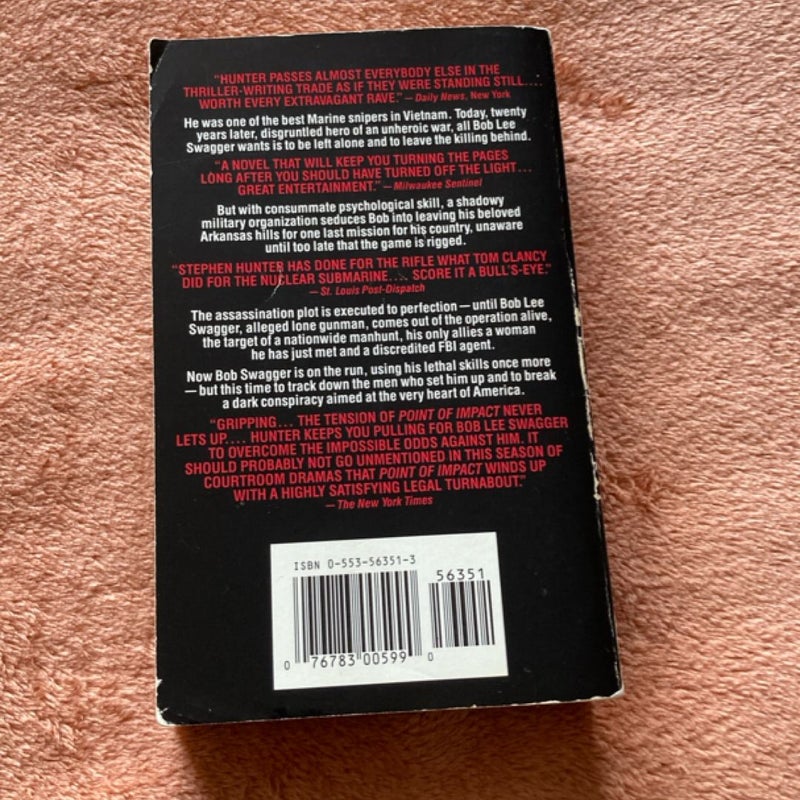 "HUNTER PASSES ALMOST EVERYBODY ELSE IN THE
THRILLER-WRITING TRADE AS IF THEY WERE STANDING STILL....
WORTH EVERY EXTRAVAGANT RAVE." — Daily News, New York
He was one of the best Marine snipers in Vietnam. Today, twenty
years later, disgruntled hero of an unheroic war, all Bob Lee
Swagger wants is to be left alone and to leave the killing behind.
"A NOVEL THAT WILL KEEP YOU TURNING THE PAGES
LONG AFTER YOU SHOULD HAVE TURNED OFF THE LIGHT...
GREAT ENTERTAINMENT." — Milwaukee Sentinel
But with consummate psychological skill, a shadowy
military organization seduces Bob into leaving his beloved
Arkansas hills for one last mission for his country, unaware
until too late that the game is rigged.
"STEPHEN HUNTER HAS DONE FOR THE RIFLE WHAT TOM CLANCY
DID FOR THE NUCLEAR SUBMARINE.... SCORE IT A BULL'S-EYE."
— St. Louis Post-Dispatch
The assassination plot is executed to perfection — until Bob Lee
Swagger, alleged lone gunman, comes out of the operation alive,
the target of a nationwide manhunt, his only allies a woman
he has just met and a discredited FBI agent.
Now Bob Swagger is on the run, using his lethal skills once more
— but this time to track down the men who set him up and to break
a dark conspiracy aimed at the very heart of America.
"GRIPPING... THE TENSION OF POINT OF IMPACT NEVER
LETS UP.... HUNTER KEEPS YOU PULLING FOR BOB LEE SWAGGER
TO OVERCOME THE IMPOSSIBLE ODDS AGAINST HIM. IT
SHOULD PROBABLY NOT GO UNMENTIONED IN THIS SEASON OF
COURTROOM DRAMAS THAT POINT OF IMPACT WINDS UP
WITH A HIGHLY SATISFYING LEGAL TURNABOUT."
— The New York Times
ISBN 0-553-56351-3
56351
0 76783 00599 0